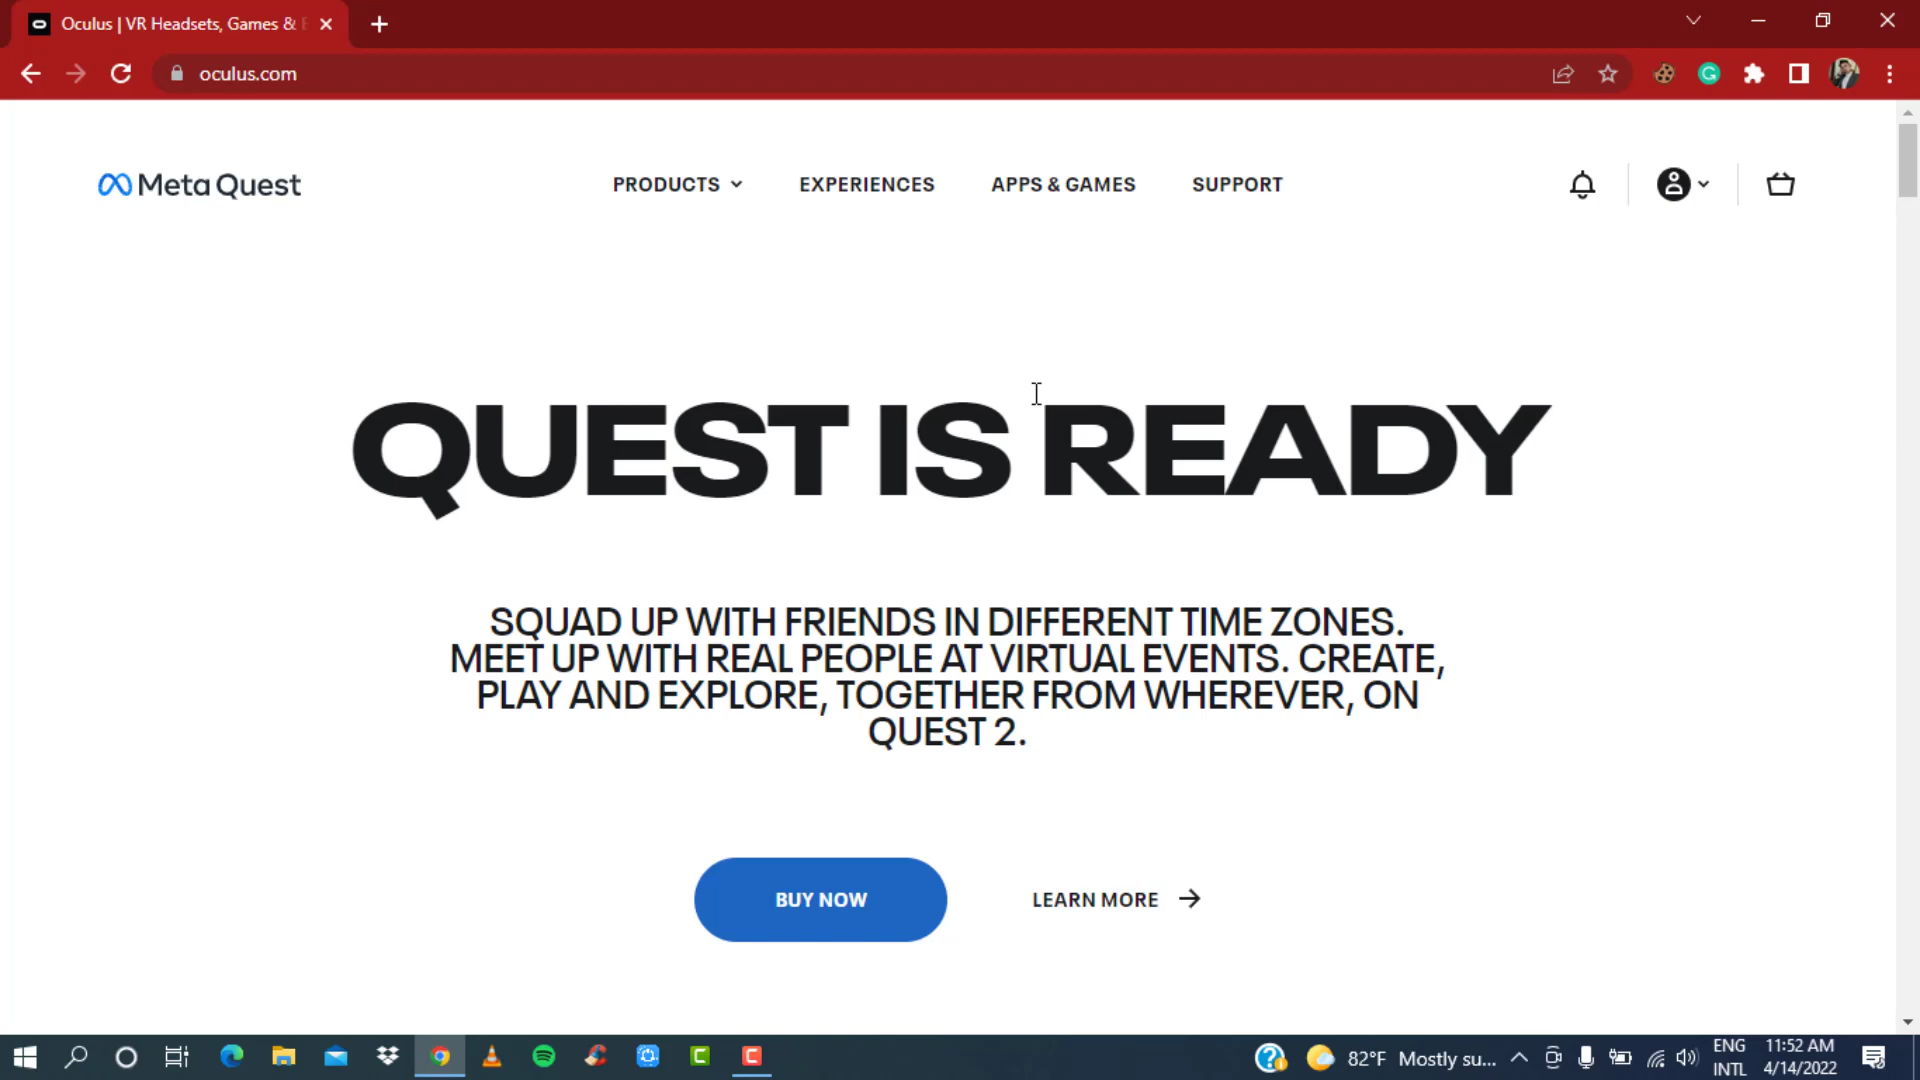 Oculus | VR Headsets, Games &
oculus.com
Meta Quest
PRODUCTS
EXPERIENCES
APPS & GAMES
SUPPORT
QUEST IS READY
SQUAD UP WITH FRIENDS IN DIFFERENT TIME ZONES.
MEET UP WITH REAL PEOPLE AT VIRTUAL EVENTS. CREATE,
PLAY AND EXPLORE, TOGETHER FROM WHEREVER, ON
QUEST 2.
BUY NOW
LEARN MORE
82°F Mostly su...
ENG
INTL
11:52 AM
4/14/2022